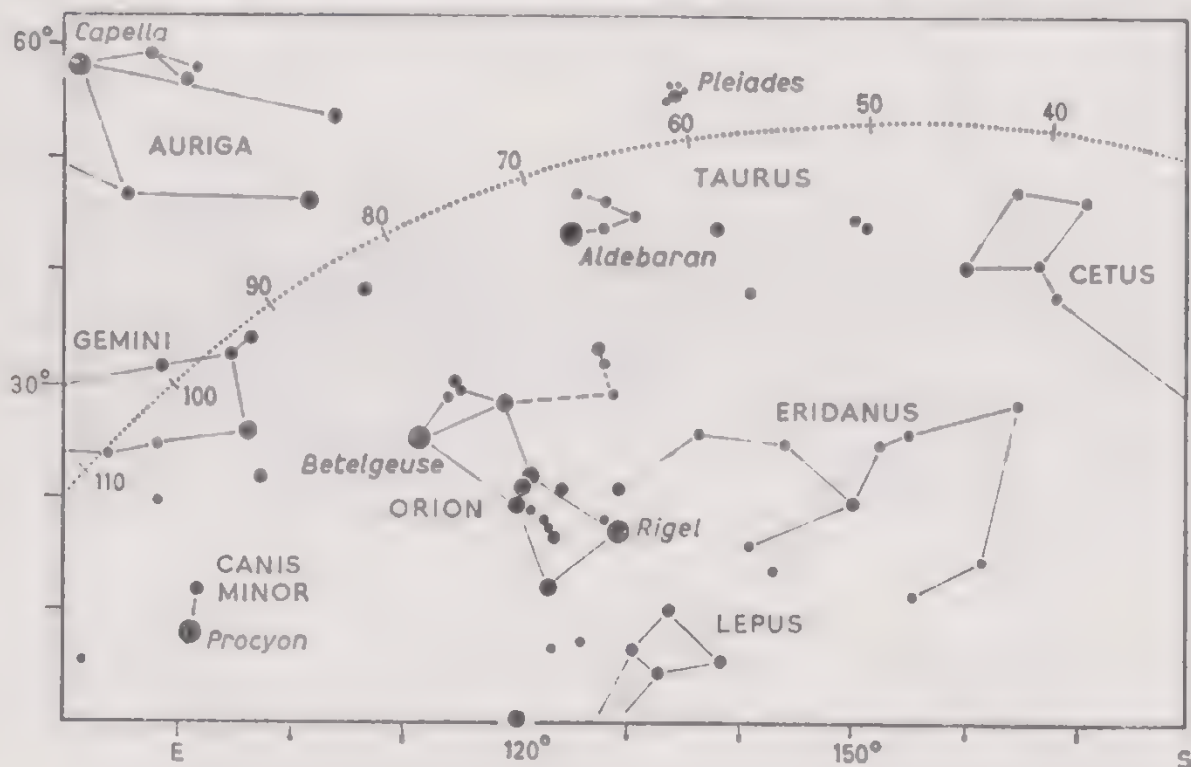 60°
Capella
Pleiades
50
40
60
AURIGA
70
TAURUS
80
Aldebaran
CETUS
90
GEMINI
30°
100
ERIDANUS
Betelgeuse
110
ORION
Rigel
CANIS
MINOR
LEPUS
Procyon
E
120°
150°
S